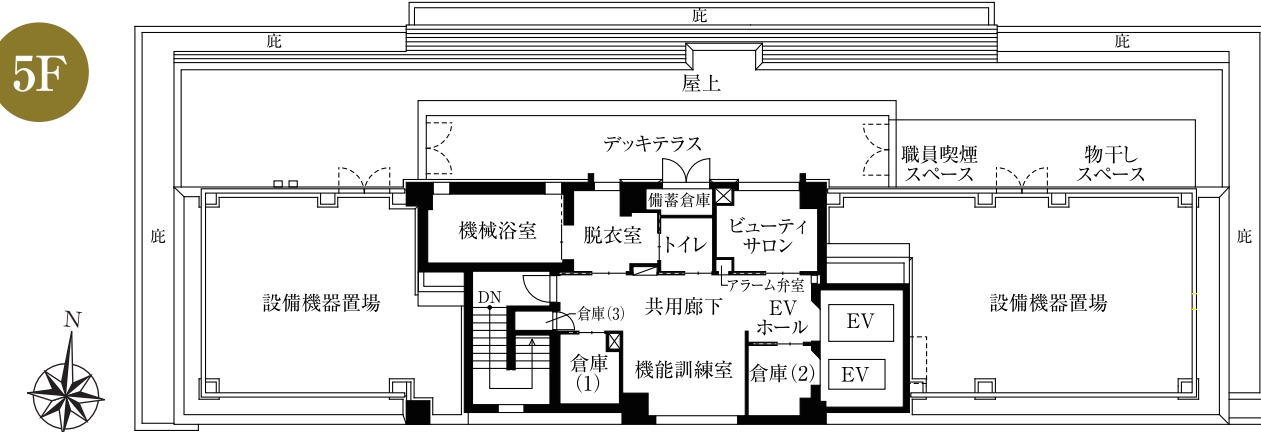 庇
5F
庇
庇
屋上
デッキテラス
職員喫煙
スペース
物干し
スペース
備蓄倉庫
機械浴室
脱衣室
トイレ
ビューティ
サロン
庇
庇
アラーム弁室
設備機器置場
DN
倉庫(3)
共用廊下
EV
ホール
EV
設備機器置場
N
倉庫
(1)
機能訓練室
倉庫(2)
EV